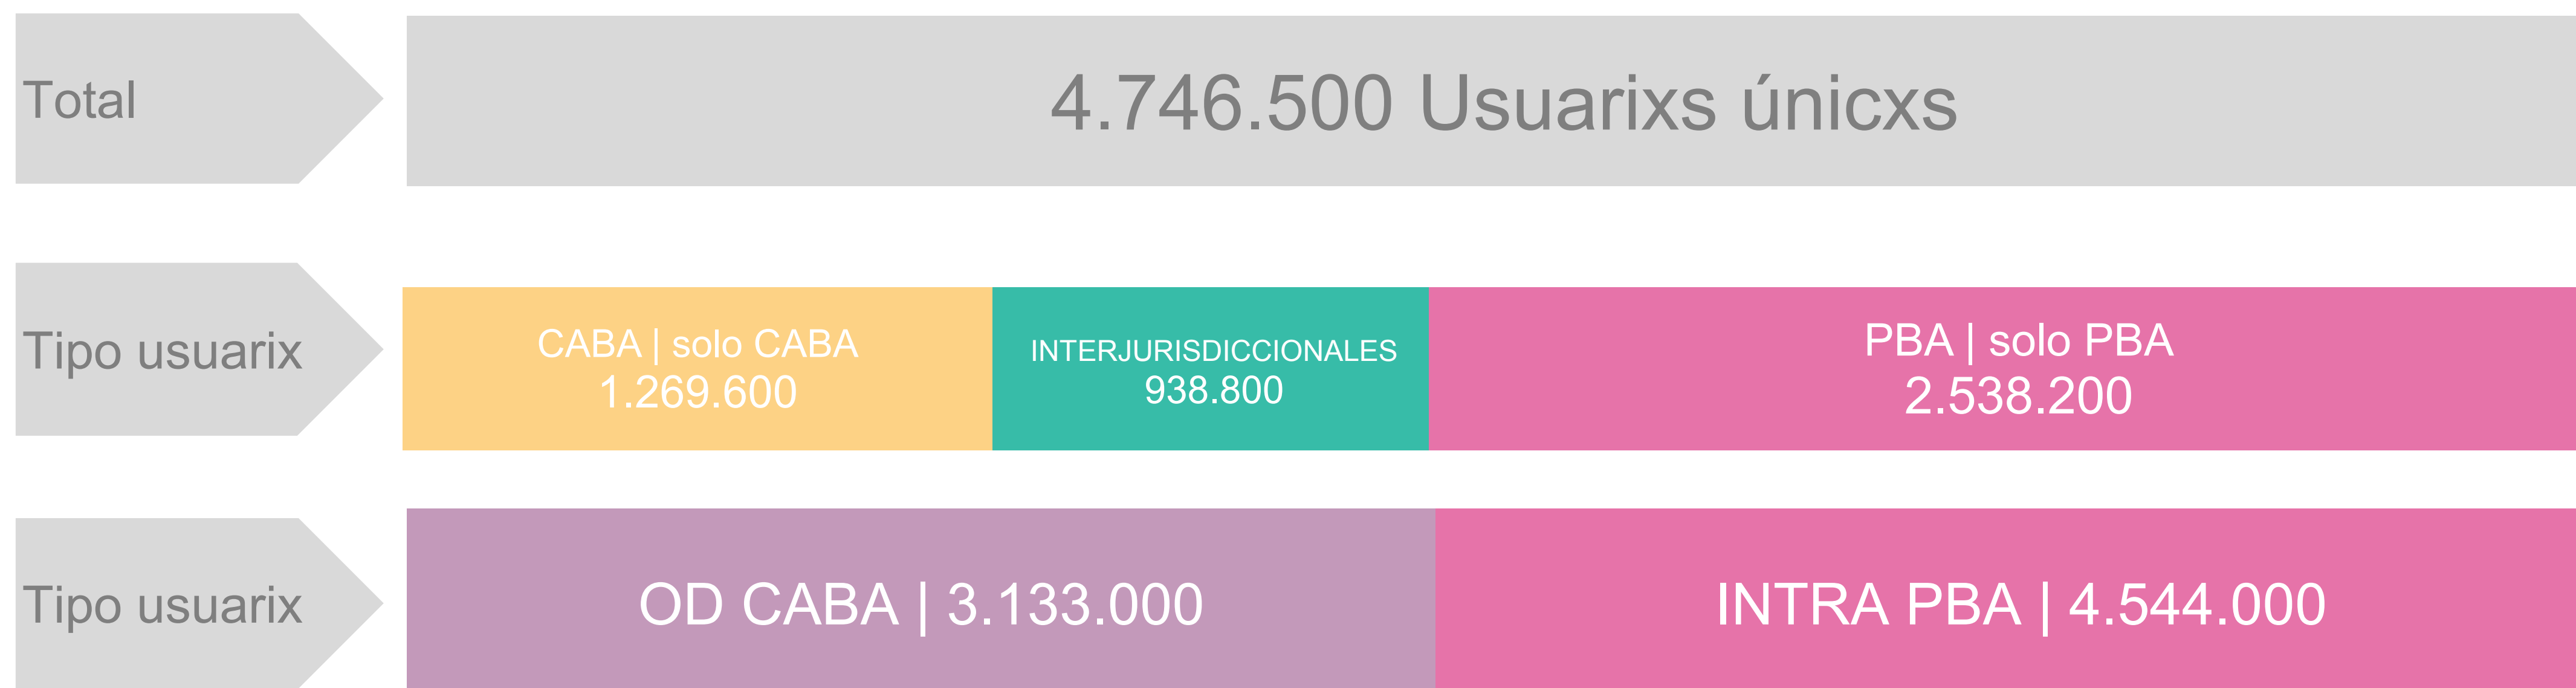 Total
4.746.500 Usuarixs únicxs
Tipo usuarix
CABA | solo CABA
1.269.600
INTERJURISDICCIONALES
938.800
PBA | solo PBA
2.538.200
Tipo usuarix
OD CABA | 3.133.000
INTRA PBA | 4.544.000